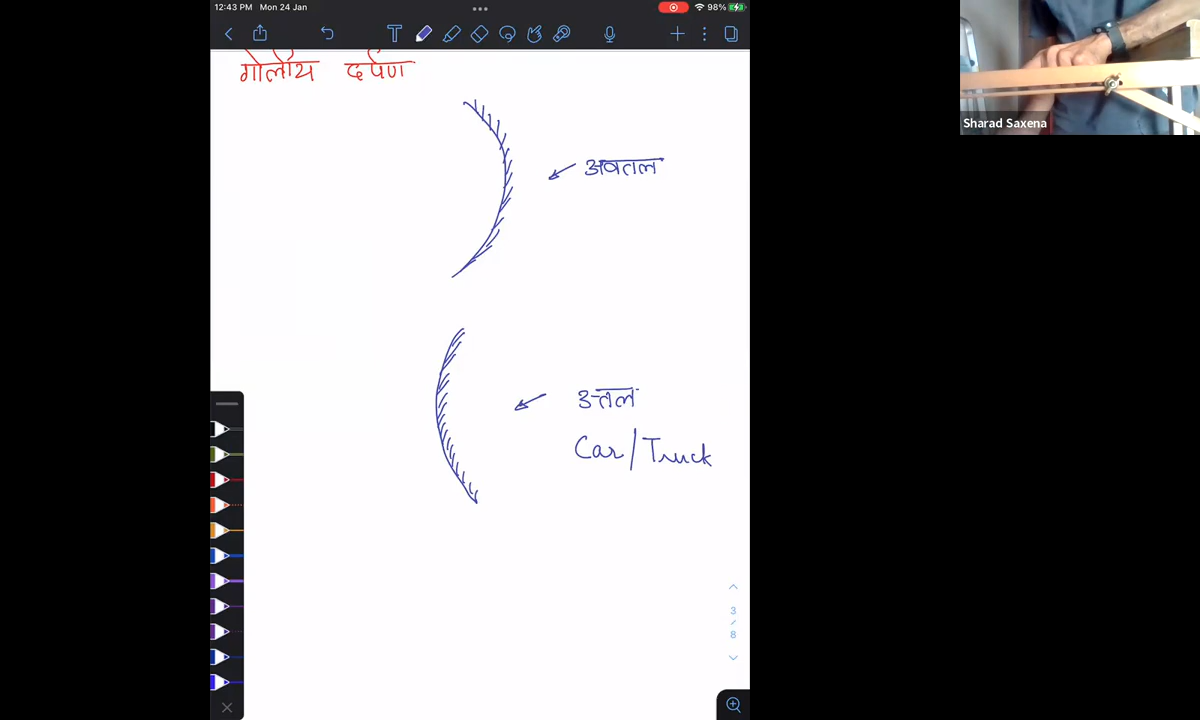 12:43 PM Mon 24 Jan
98%
गोलीय दर्पण
Sharad Saxena
अवतल
उत्तल
Car/Truck
3
/
8